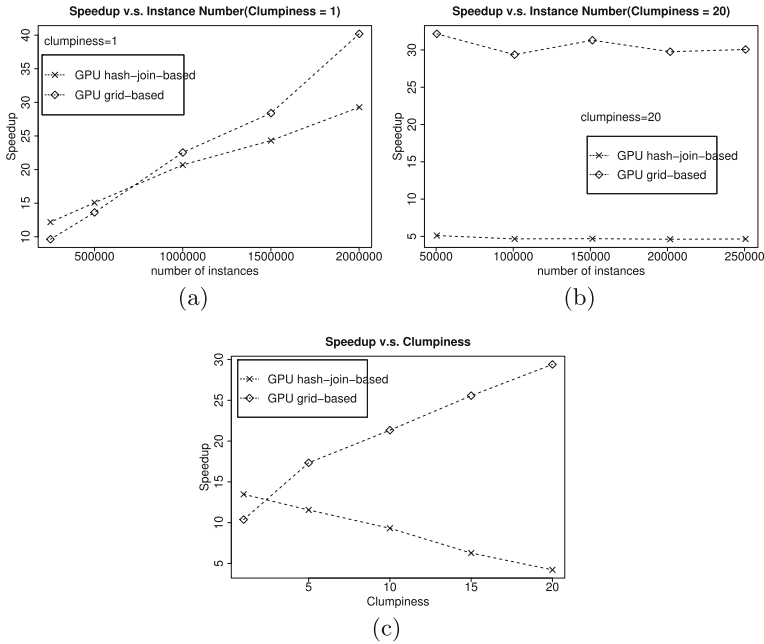 Speedup v.s. Instance Number(Clumpiness = 1)
clumpiness=1
GPU hash−join−based
GPU grid−based
Speedup
10 15 20 25 30 35 40
500000 1000000 1500000 2000000
number of instances
(a)
Speedup v.s. Instance Number(Clumpiness = 20)
clumpiness=20
GPU hash−join−based
GPU grid−based
Speedup
5 10 15 20 25 30
50000 100000 150000 200000 250000
number of instances
(b)
Speedup v.s. Clumpiness
GPU hash−join−based
GPU grid−based
Speedup
5 10 15 20 25 30
5 10 15 20
Clumpiness
(c)